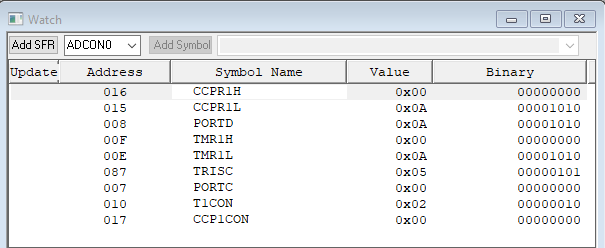 Watch
Add SFR ADCON0 Add Symbol
Update Address Symbol Name Value Binary
016 CCPR1H 0x00 00000000
015 CCPR1L 0x0A 00001010
008 PORTD 0x0A 00001010
00F TMR1H 0x00 00000000
00E TMR1L 0x0A 00001010
087 TRISC 0x05 00000101
007 PORTC 0x00 00000000
010 T1CON 0x02 00000010
017 CCP1CON 0x00 00000000